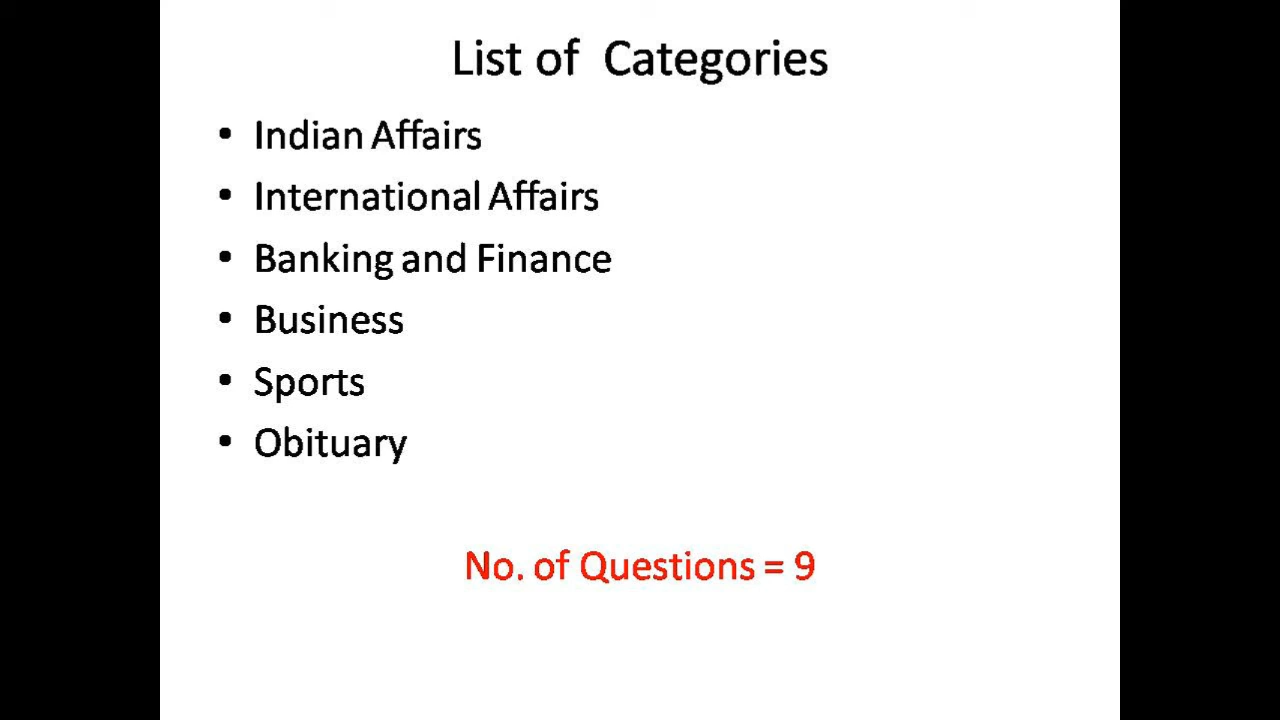 List of  Categories
• Indian Affairs
• International Affairs
• Banking and Finance
• Business
• Sports
• Obituary
No. of Questions = 9